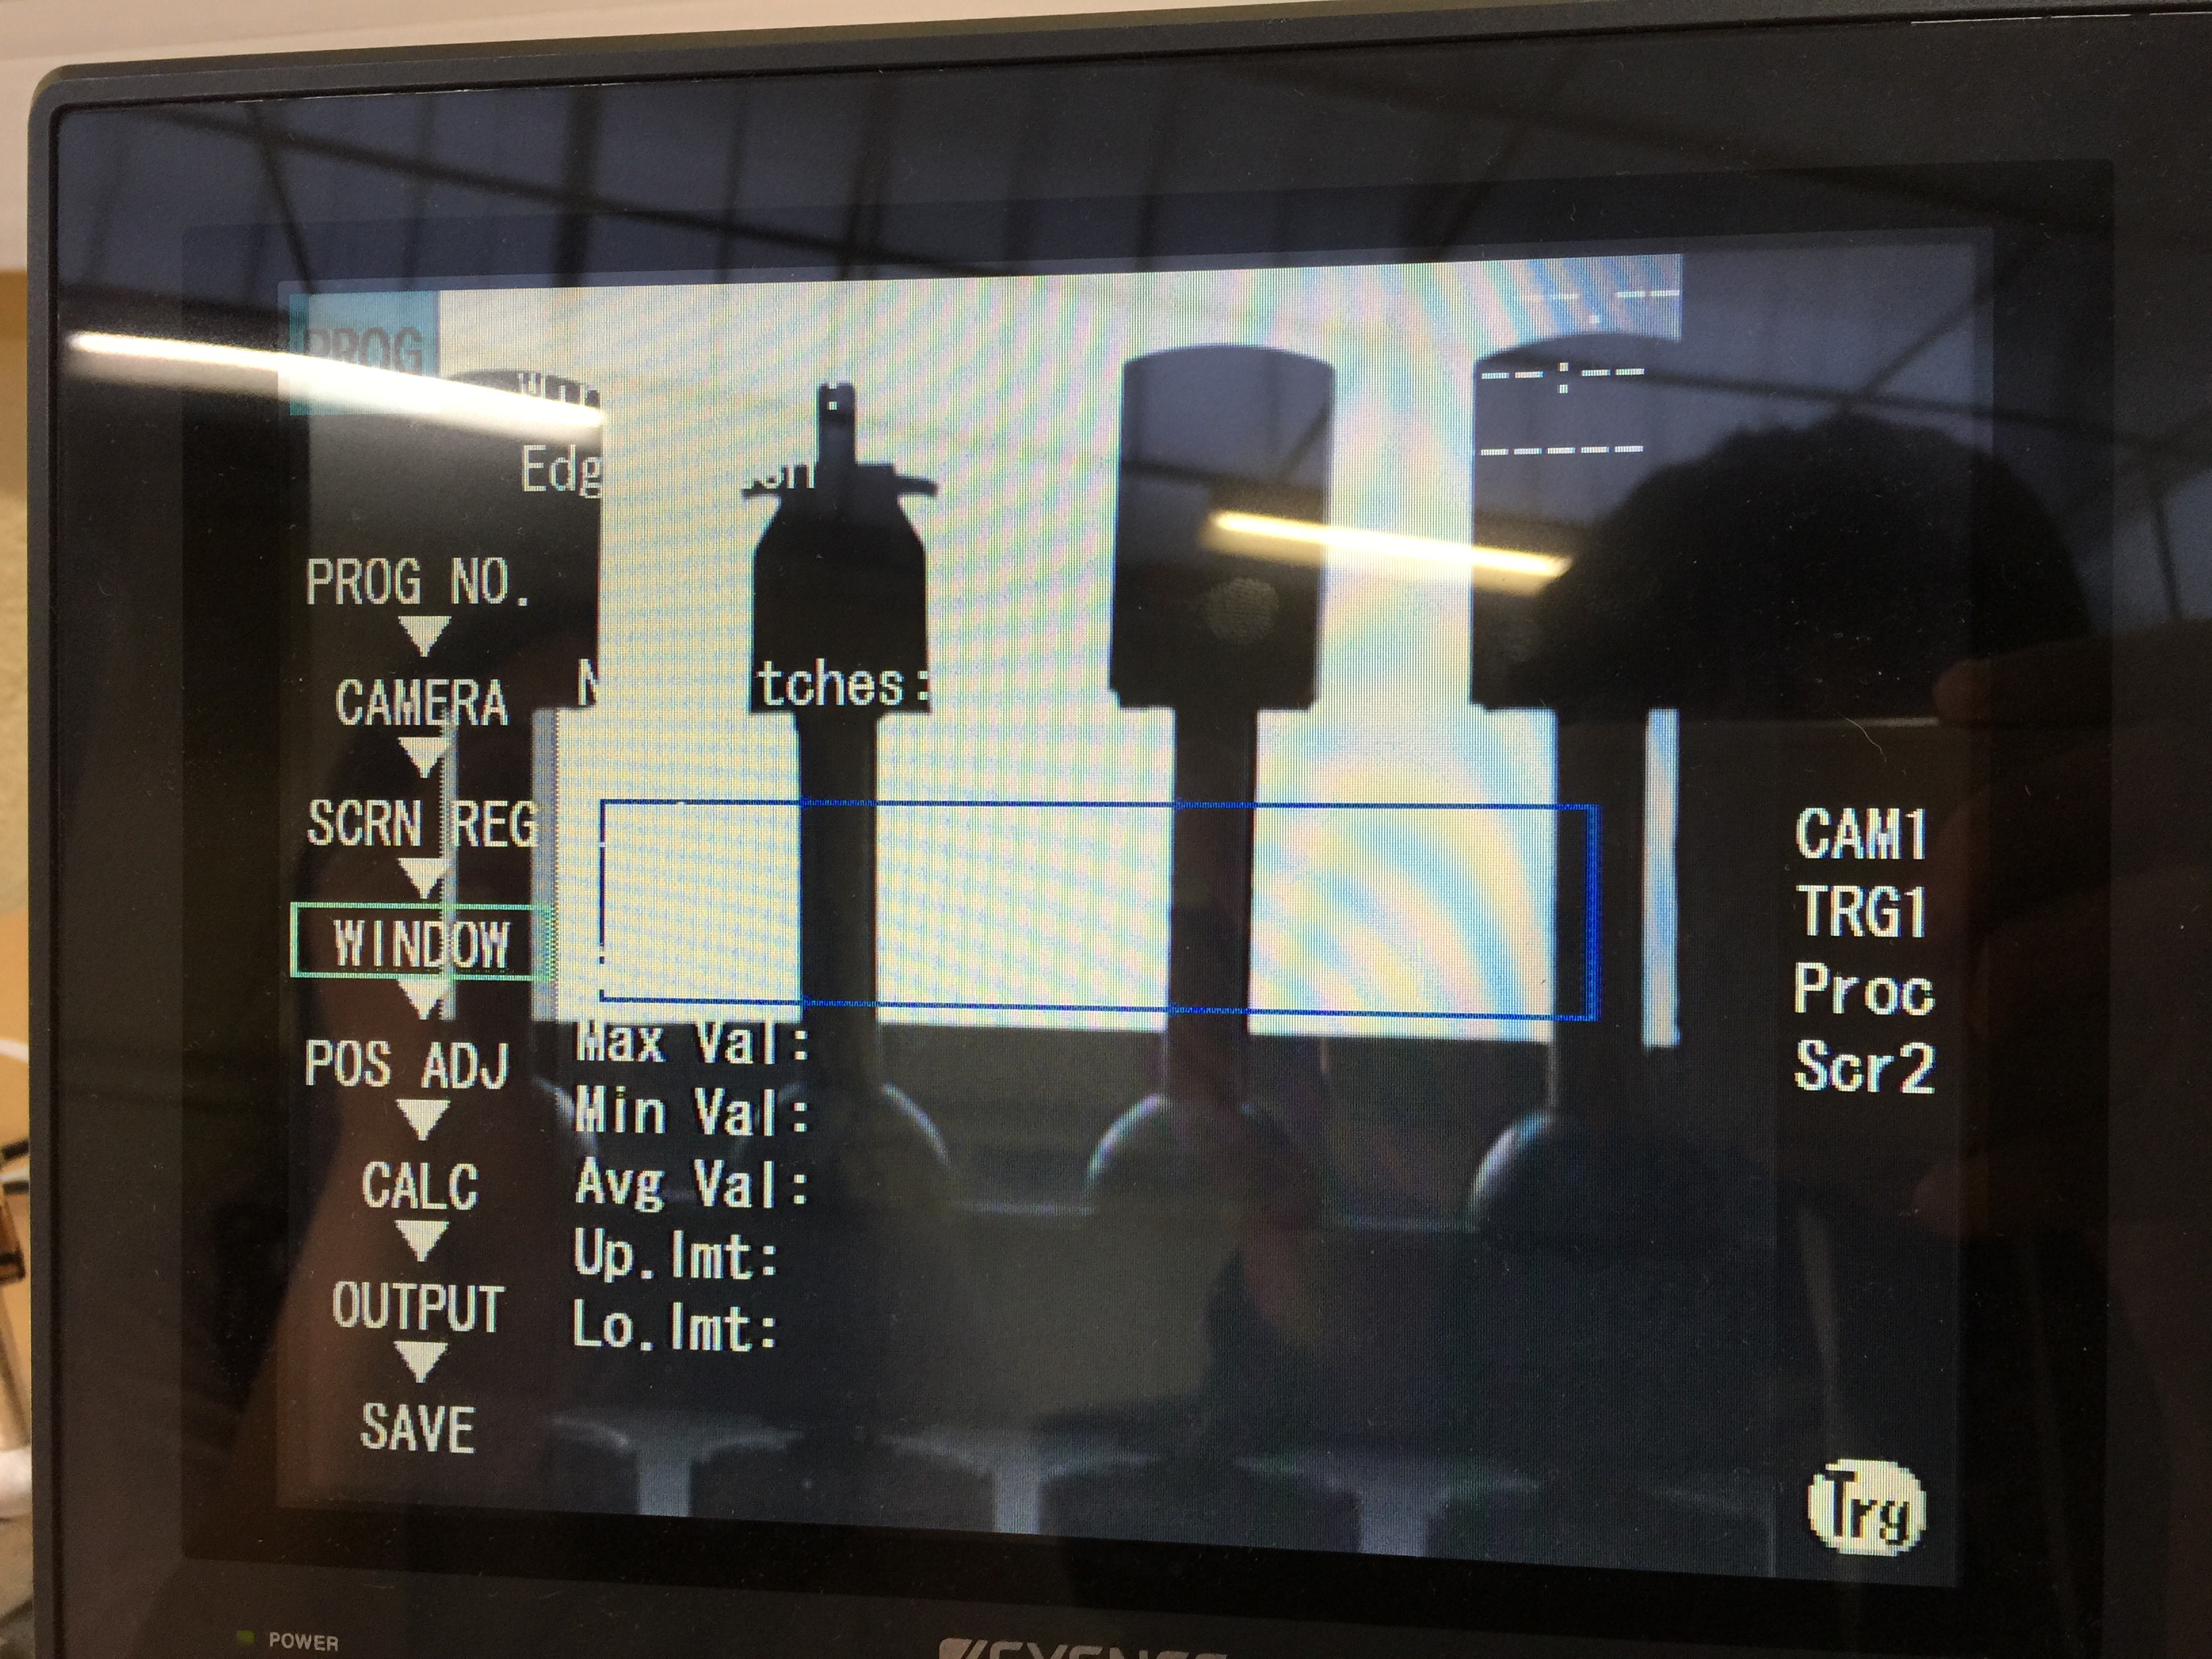 PROG
Edg
PROG NO.
tches:
CAMERA
SCRN REG
CAM1
TRG1
WINDOW
Proc
Max Val:
POS ADJ
Scr2
Min Val:
CALC
Avg Val:
Up.lmt:
OUTPUT
Lo.lmt:
SAVE
Trg
POWER
KEYENCE